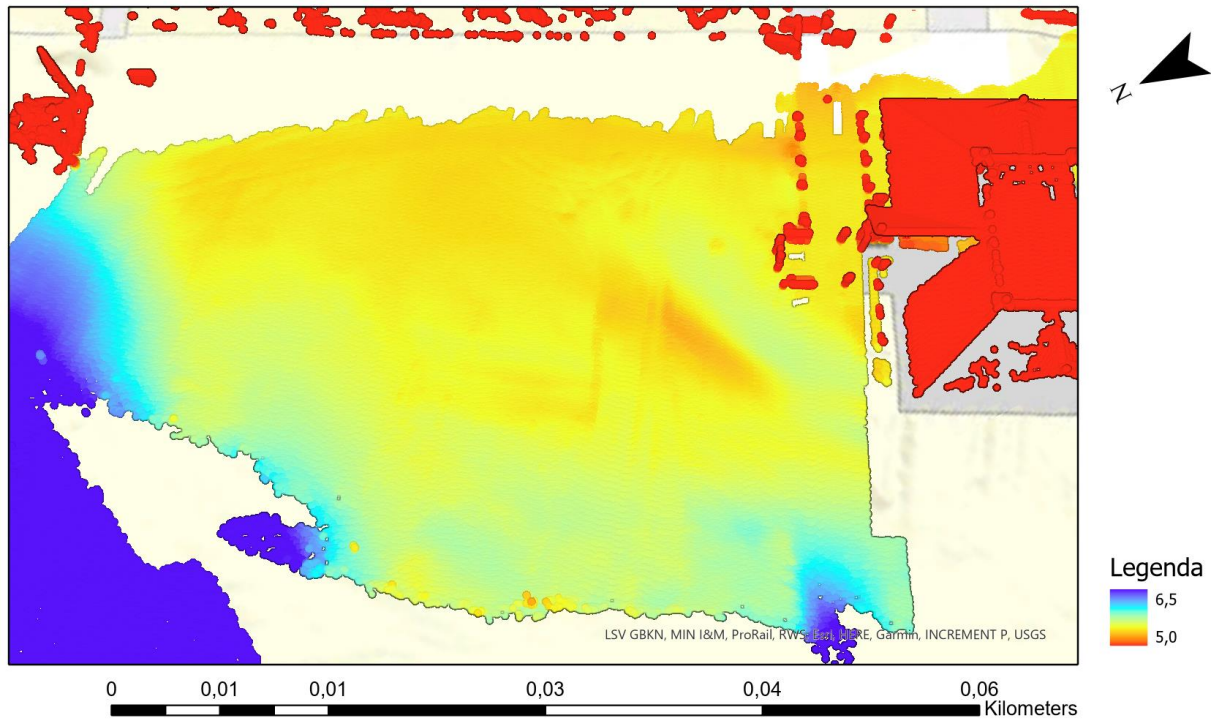 N
LSV GBKN, MIN I&M, ProRail, RWS, Esri, HERE, Garmin, INCREMENT P, USGS
Legenda
6,5
5,0
0 0,01 0,01 0,03 0,04 0,06
Kilometers